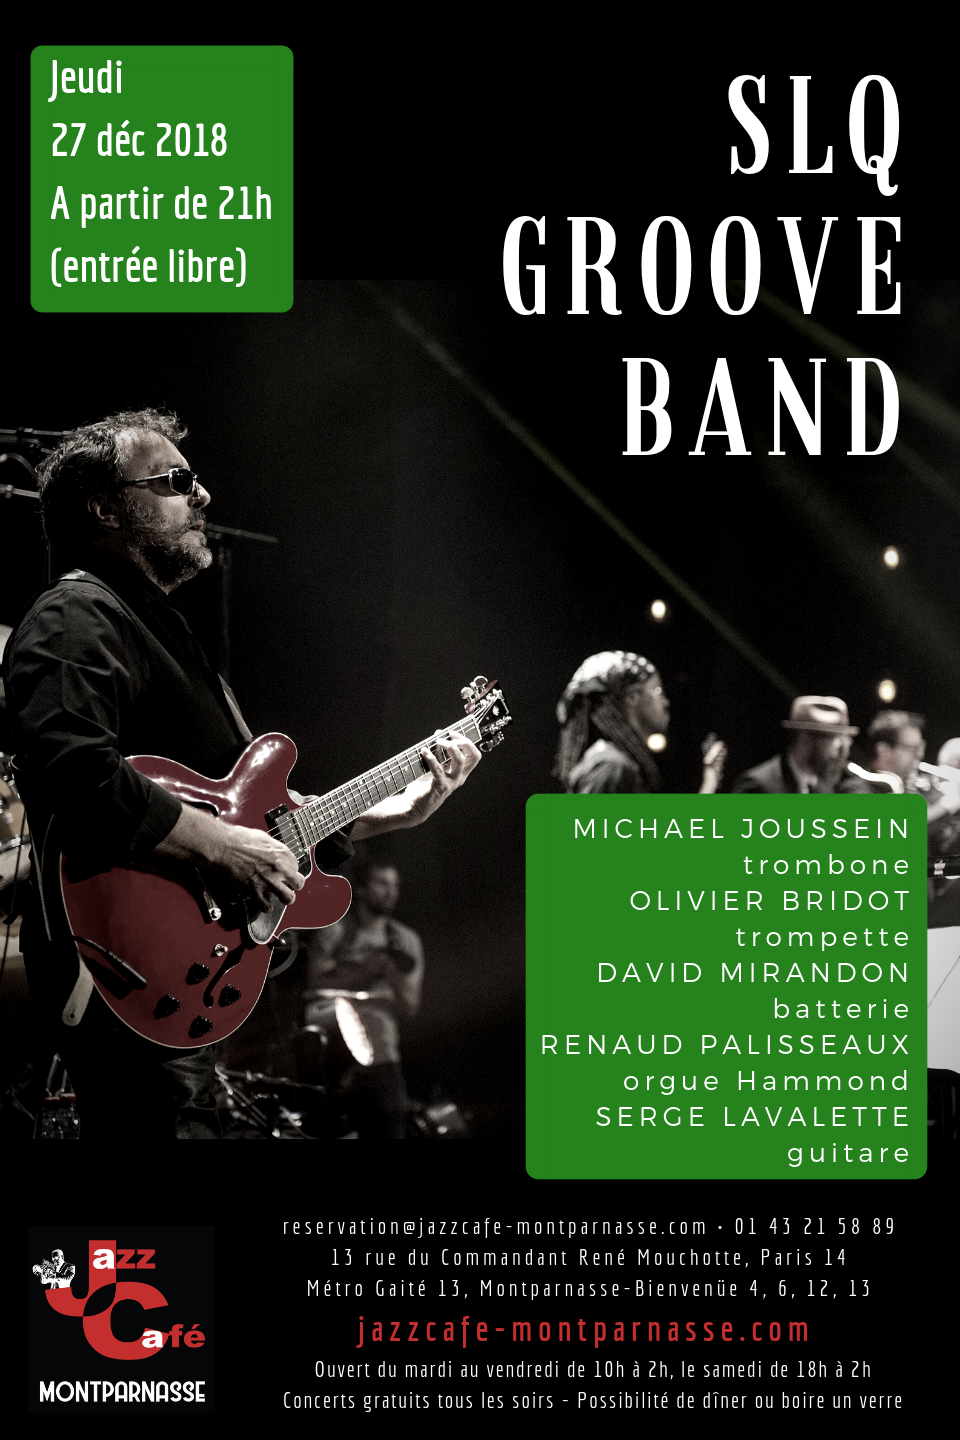 Jeudi
27 déc 2018
A partir de 21h
(entrée libre)
SLQ
GROOVE
BAND
MICHAEL JOUSSEIN
trombone
OLIVIER BRIDOT
trompette
DAVID MIRANDON
batterie
RENAUD PALISSEAUX
orgue Hammond
SERGE LAVALETTE
guitare
reservation@jazzcafe-montparnasse.com • 01 43 21 58 89
13 rue du Commandant René Mouchotte, Paris 14
Métro Gaité 13, Montparnasse-Bienvenüe 4, 6, 12, 13
jazzcafe-montparnasse.com
Ouvert du mardi au vendredi de 10h à 2h, le samedi de 18h à 2h
Concerts gratuits tous les soirs - Possibilité de dîner ou boire un verre
Jazz
Café
MONTPARNASSE